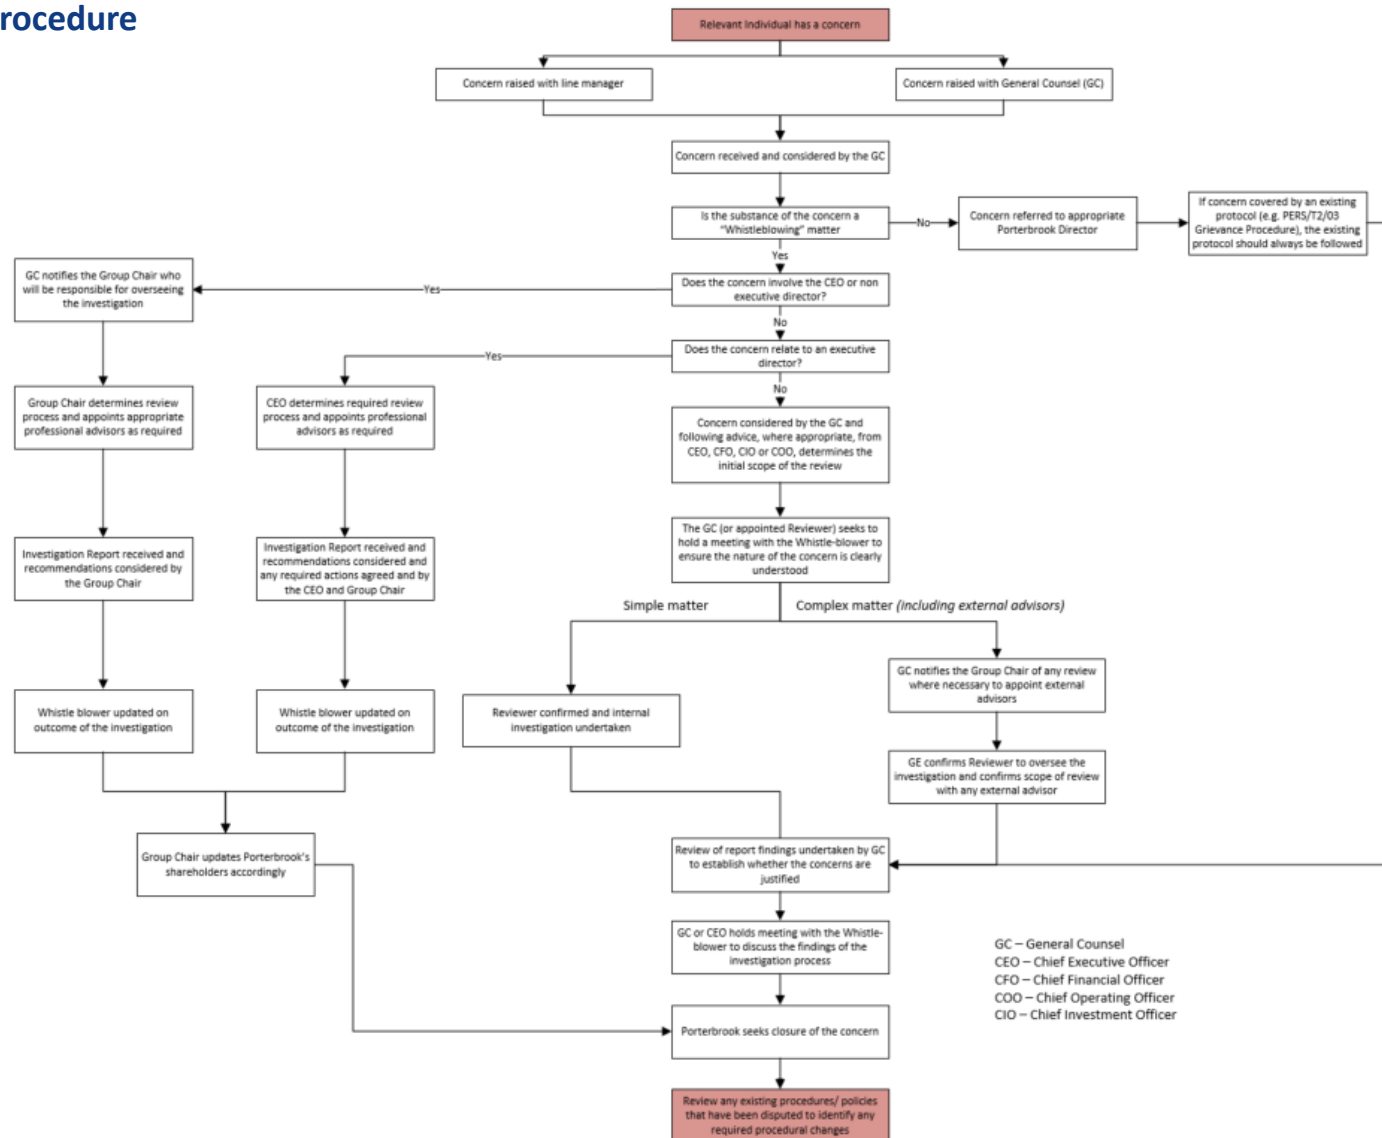 rocedure
Relevant Individual has a concern
Concern raised with line manager
Concern raised with General Counsel (GC)
Concern received and considered by the GC
Is the substance of the concern a
"Whistleblowing" matter
No
Concern referred to appropriate
Porterbrook Director
If concern covered by an existing
protocol (e.g. PERS/T2/03
Grievance Procedure), the existing
protocol should always be followed
Yes
GC notifies the Group Chair who
will be responsible for overseeing
the investigation
Yes
Does the concern involve the CEO or non
executive director?
No
Yes
Does the concern relate to an executive
director?
No
Group Chair determines review
process and appoints appropriate
professional advisors as required
CEO determines required review
process and appoints professional
advisors as required
Concern considered by the GC and
following advice, where appropriate, from
CEO, CFO, CIO or COO, determines the
initial scope of the review
The GC (or appointed Reviewer) seeks to
hold a meeting with the Whistle-blower to
ensure the nature of the concern is clearly
understood
Investigation Report received and
recommendations considered by
the Group Chair
Investigation Report received and
recommendations considered and
any required actions agreed and by
the CEO and Group Chair
Simple matter
Complex matter (including external advisors)
GC notifies the Group Chair of any review
where necessary to appoint external
advisors
Whistle blower updated on
outcome of the investigation
Whistle blower updated on
outcome of the investigation
Reviewer confirmed and internal
investigation undertaken
GE confirms Reviewer to oversee the
investigation and confirms scope of review
with any external advisor
Group Chair updates Porterbrook's
shareholders accordingly
Review of report findings undertaken by GC
to establish whether the concerns are
justified
GC or CEO holds meeting with the Whistle-
blower to discuss the findings of the
investigation process
GC – General Counsel
CEO – Chief Executive Officer
CFO – Chief Financial Officer
COO – Chief Operating Officer
CIO – Chief Investment Officer
Porterbrook seeks closure of the concern
Review any existing procedures/ policies
that have been disputed to identify any
required procedural changes